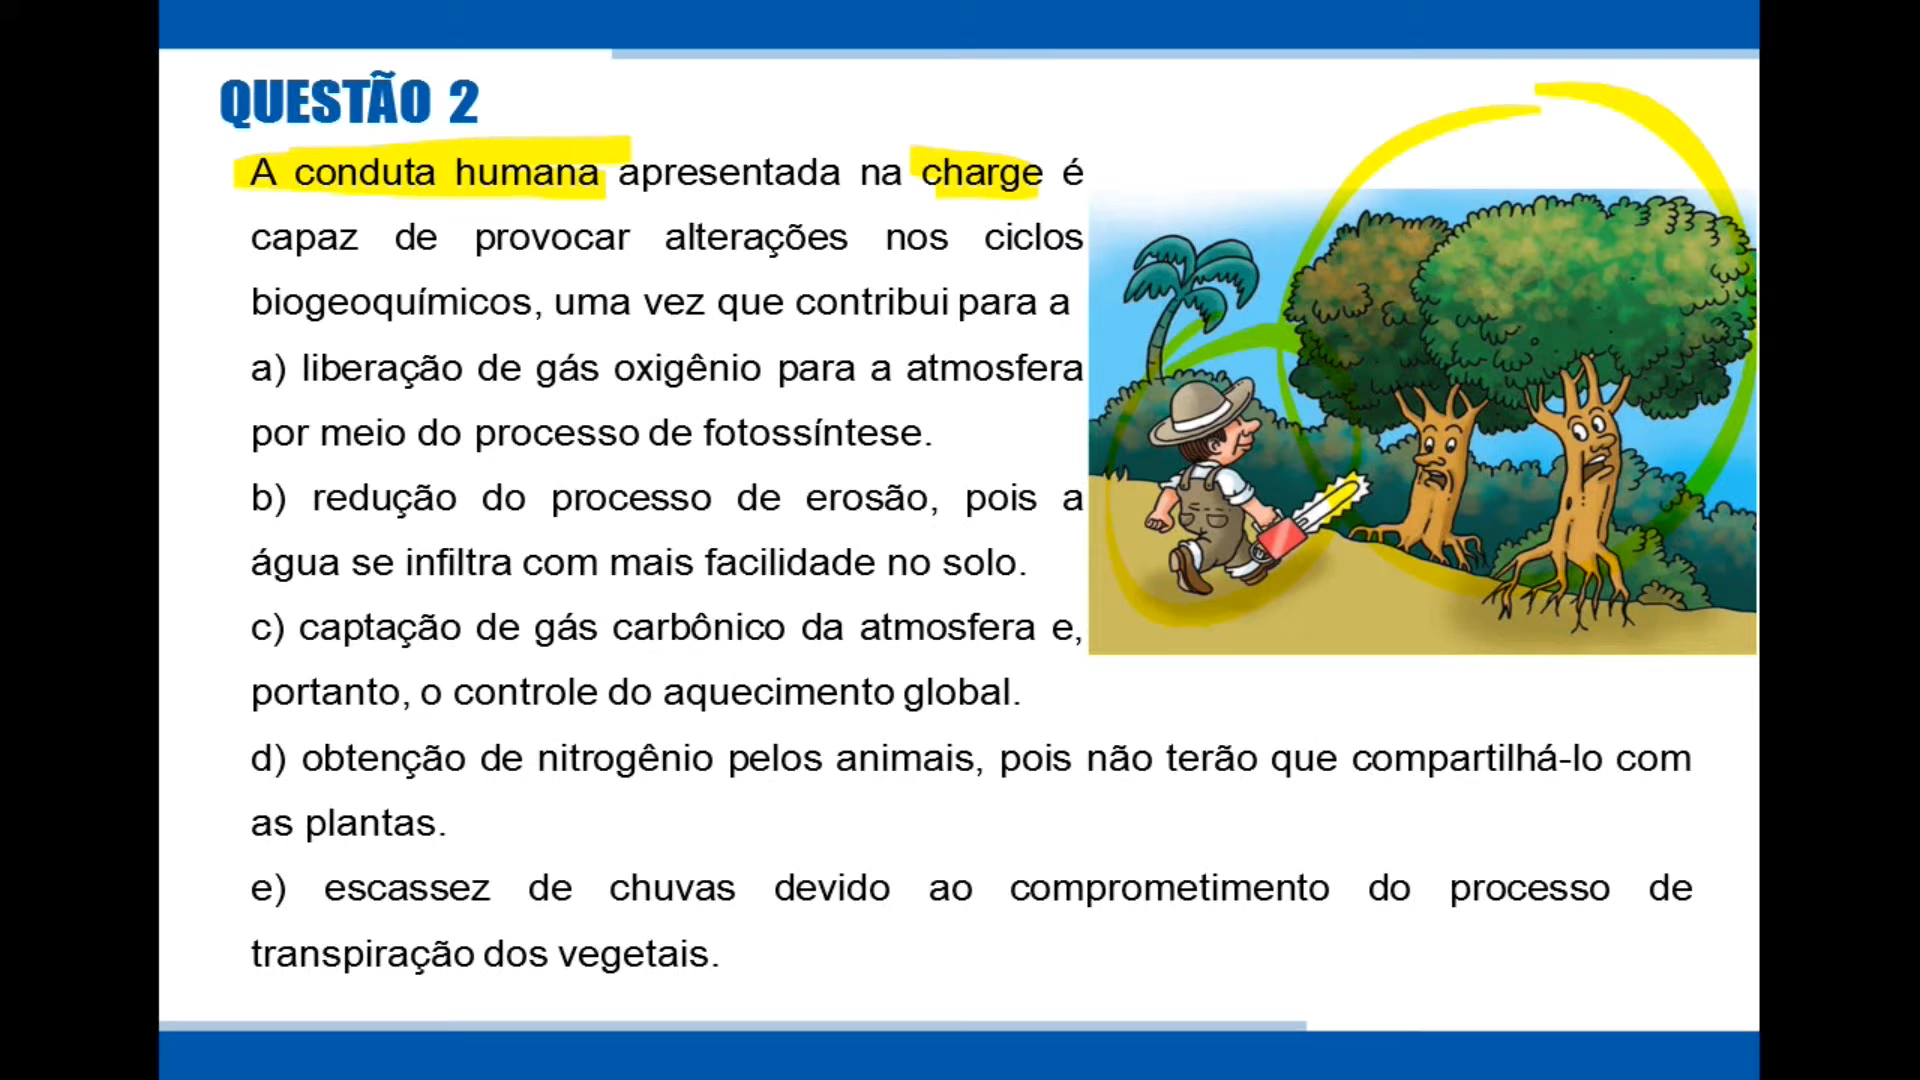 QUESTÃO 2
A conduta humana apresentada na charge é
capaz de provocar alterações nos ciclos
biogeoquímicos, uma vez que contribui para a
a) liberação de gás oxigênio para a atmosfera
por meio do processo de fotossíntese.
b) redução do processo de erosão, pois a
água se infiltra com mais facilidade no solo.
c) captação de gás carbônico da atmosfera e,
portanto, o controle do aquecimento global.
d) obtenção de nitrogênio pelos animais, pois não terão que compartilhá-lo com
as plantas.
e) escassez de chuvas devido ao comprometimento do processo de
transpiração dos vegetais.